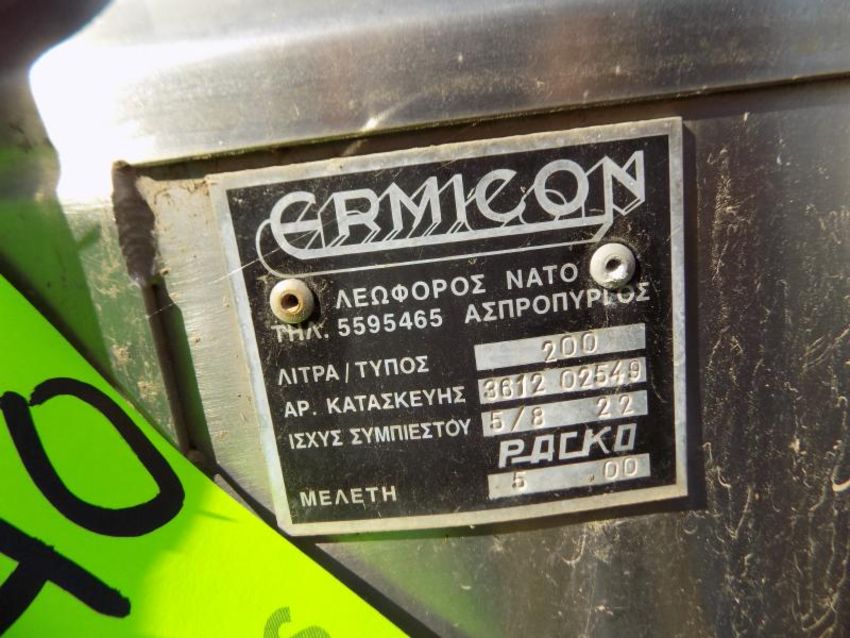 ERMICON
ΛΕΩΦΟΡΟΣ ΝΑΤΟ
ΤΗΛ. 5595465 ΑΣΠΡΟΠΥΡΓΟΣ
ΛΙΤΡΑ/ΤΥΠΟΣ 200
ΑΡ. ΚΑΤΑΣΚΕΥΗΣ 3612 02549
ΙΣΧΥΣ ΣΥΜΠΙΕΣΤΟΥ 5/8 22
PACKO
ΜΕΛΕΤΗ 5 00